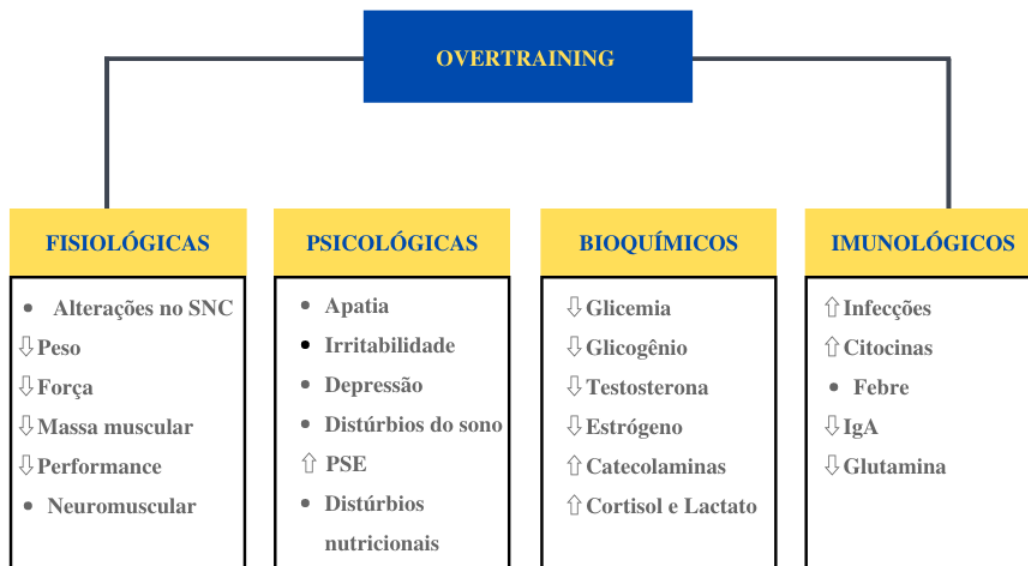 OVERTRAINING
FISIOLÓGICAS
• Alterações no SNC
⇩ Peso
⇩ Força
⇩ Massa muscular
⇩ Performance
• Neuromuscular
PSICOLÓGICAS
• Apatia
• Irritabilidade
• Depressão
• Distúrbios do sono
⇧ PSE
• Distúrbios
nutricionais
BIOQUÍMICOS
⇩ Glicemia
⇩ Glicogênio
⇩ Testosterona
⇩ Estrógeno
⇧ Catecolaminas
⇧ Cortisol e Lactato
IMUNOLÓGICOS
⇧ Infecções
⇧ Citocinas
• Febre
⇩ IgA
⇩ Glutamina